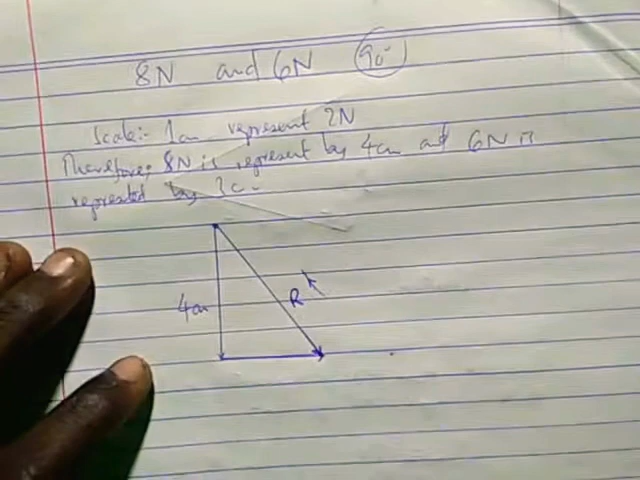 8N and 6N 90°
Scale:- 1cm represent 2N
Therefore; 8N is represent by 4cm and 6N is
by 3cm
4cm
R